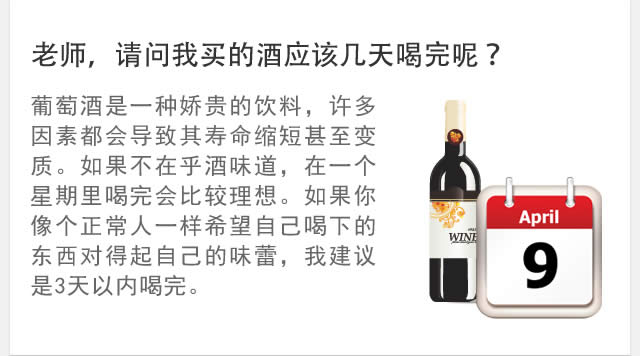 老师，请问我买的酒应该几天喝完呢？
葡萄酒是一种娇贵的饮料，许多
因素都会导致其寿命缩短甚至变
质。如果不在乎酒味道，在一个
星期里喝完会比较理想。如果你
像个正常人一样希望自己喝下的
东西对得起自己的味蕾，我建议
是3天以内喝完。
WINE
April
9